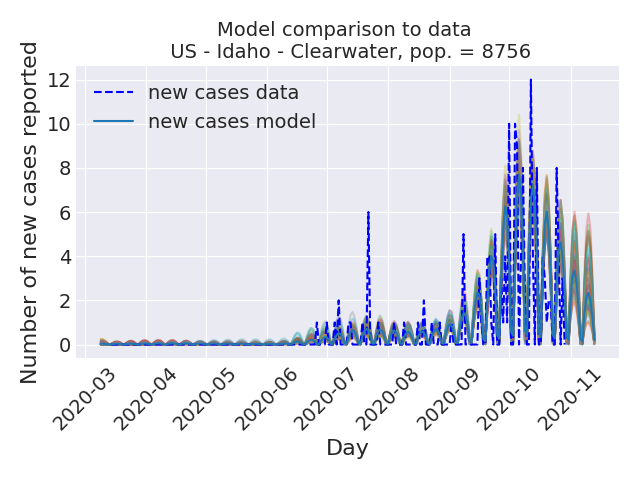 Model comparison to data
US - Idaho - Clearwater, pop. = 8756
Number of new cases reported
12
10
8
6
4
2
0
new cases data
new cases model
2020-03
2020-04
2020-05
2020-06
2020-07
2020-08
2020-09
2020-10
2020-11
Day